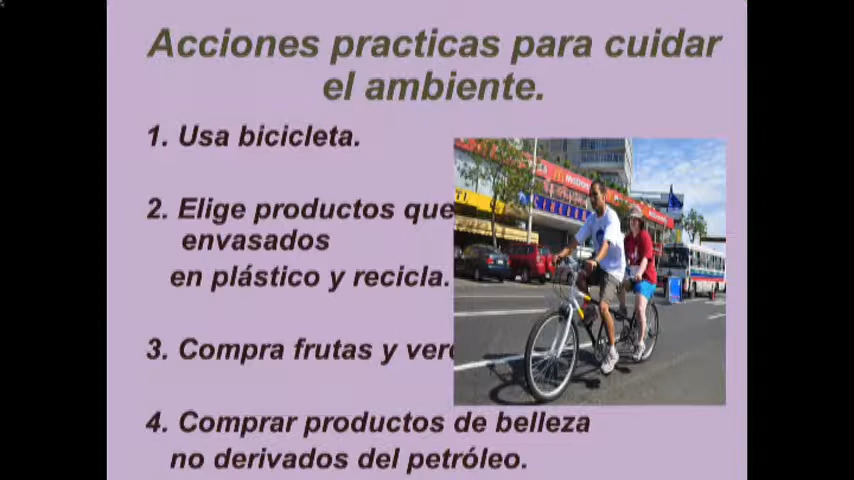 Acciones practicas para cuidar
el ambiente.
1. Usa bicicleta.
2. Elige productos que
envasados
en plástico y recicla.
3. Compra frutas y
4. Comprar productos de belleza
no derivados del petróleo.